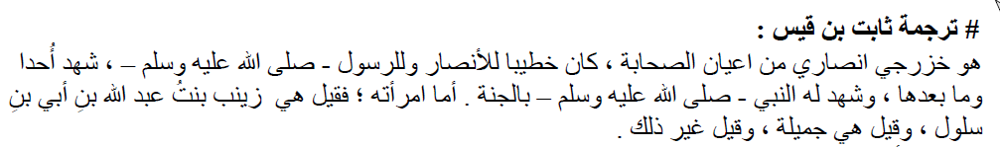 # ترجمة ثابت بن قيس :
هو خزرجي انصاري من اعيان الصحابة ، كان خطيبا للأنصار وللرسول - صلى الله عليه وسلم – ، شهد أُحدا
وما بعدها ، وشهد له النبي - صلى الله عليه وسلم – بالجنة . أما امرأته ؛ فقيل هي زينب بنتُ عبد الله بنِ أبي بنِ
سلول ، وقيل هي جميلة ، وقيل غير ذلك .